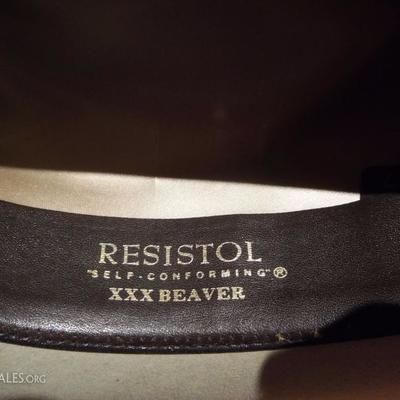 RESISTOL
"SELF-CONFORMING"®
XXX BEAVER
ALES.ORG